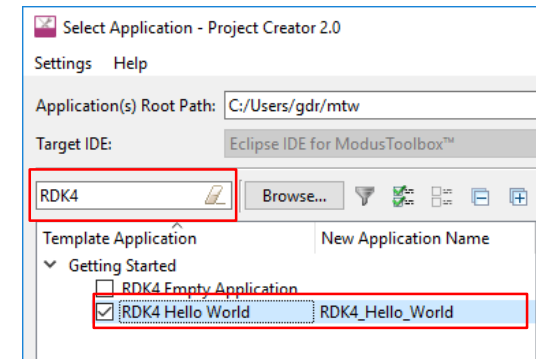 Select Application - Project Creator 2.0
Settings Help
Application(s) Root Path: C:/Users/gdr/mtw
Target IDE: Eclipse IDE for ModusToolbox™
RDK4 Browse...
Template Application New Application Name
Getting Started
RDK4 Empty Application
RDK4 Hello World RDK4_Hello_World